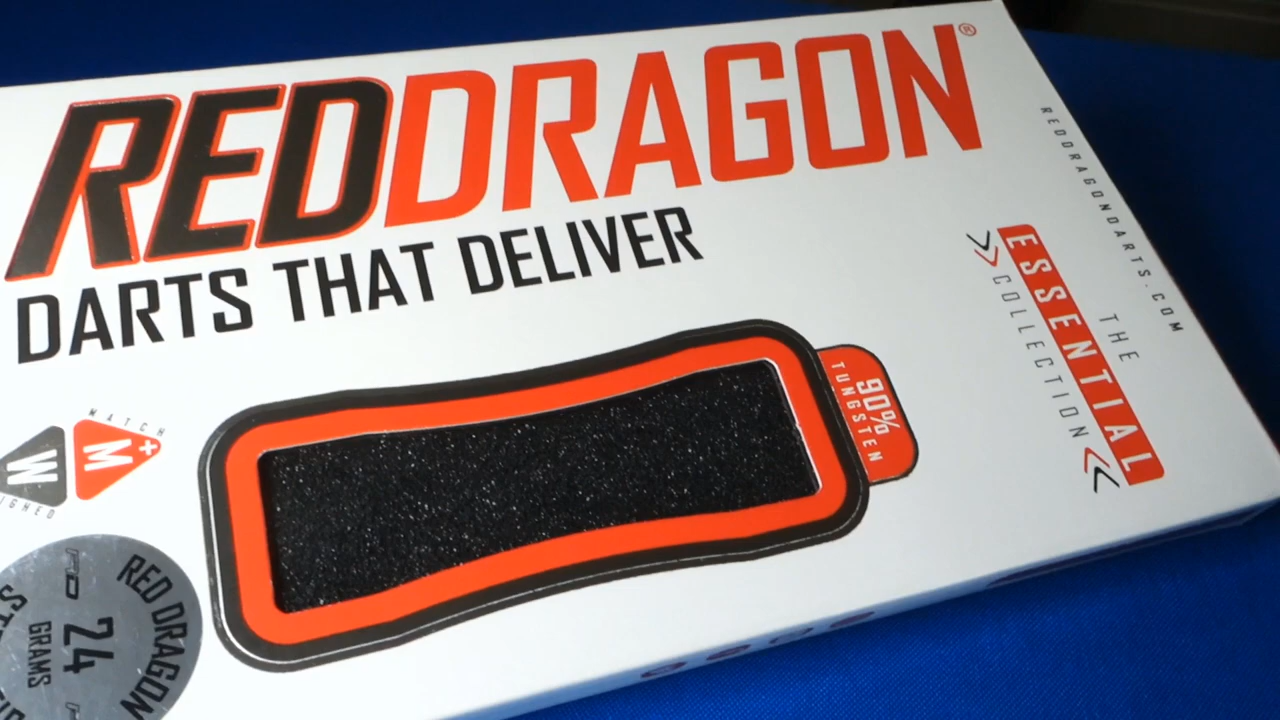 REDDRAGON®
DARTS THAT DELIVER
REDDRAGONDARTS.COM
THE
ESSENTIAL
COLLECTION
90%
TUNGSTEN
MATCH
M+
W
RED DRAGON
24
GRAMS